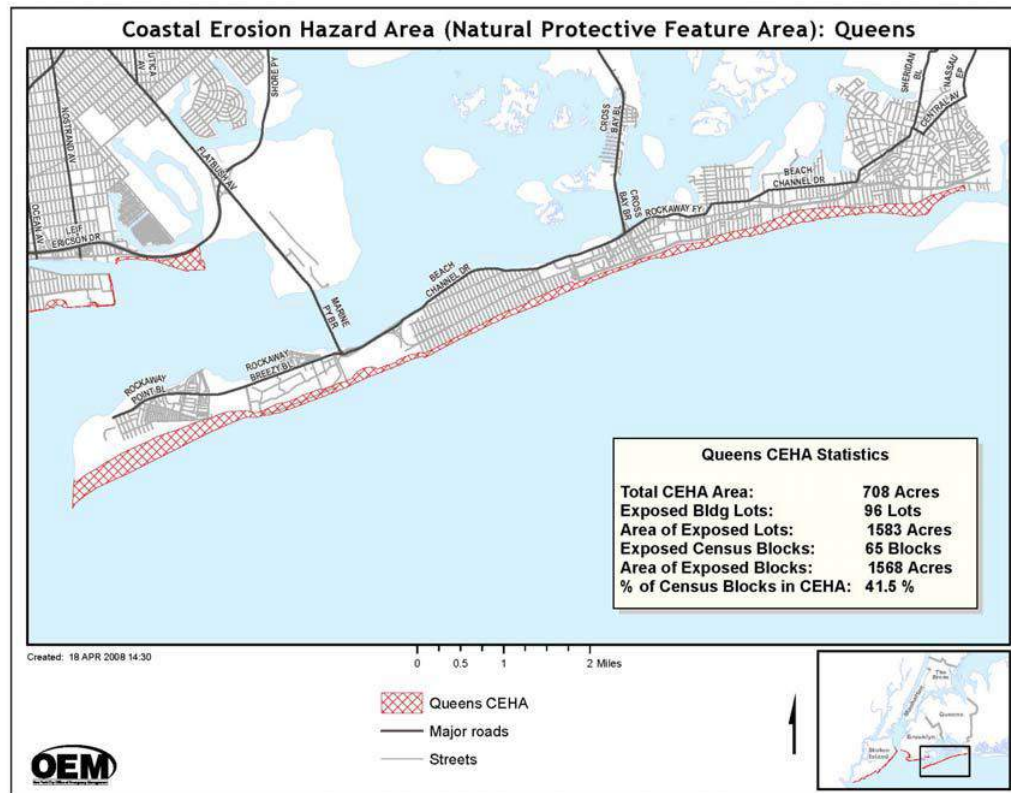 Coastal Erosion Hazard Area (Natural Protective Feature Area): Queens
NOSTRAND AV
UTICA
AV
SHORE PY
FLATBUSH AV
OCEAN AV
LEIF
ERICSON DR
CROSS
BAY BL
CROSS
BAY BR
SHERIDAN
BL
NASSAU
EP
CENTRAL AV
BEACH
CHANNEL DR
ROCKAWAY FY
BEACH
CHANNEL DR
MARINE
PY BR
ROCKAWAY
BREEZY BL
ROCKAWAY
POINT BL
Queens CEHA Statistics
Total CEHA Area: 708 Acres
Exposed Bldg Lots: 96 Lots
Area of Exposed Lots: 1583 Acres
Exposed Census Blocks: 65 Blocks
Area of Exposed Blocks: 1568 Acres
% of Census Blocks in CEHA: 41.5 %
Created: 18 APR 2008 14:30
0 0.5 1 2 Miles
Queens CEHA
Major roads
Streets
OEM
The Bronx
Manhattan
Queens
Brooklyn
Staten
Island